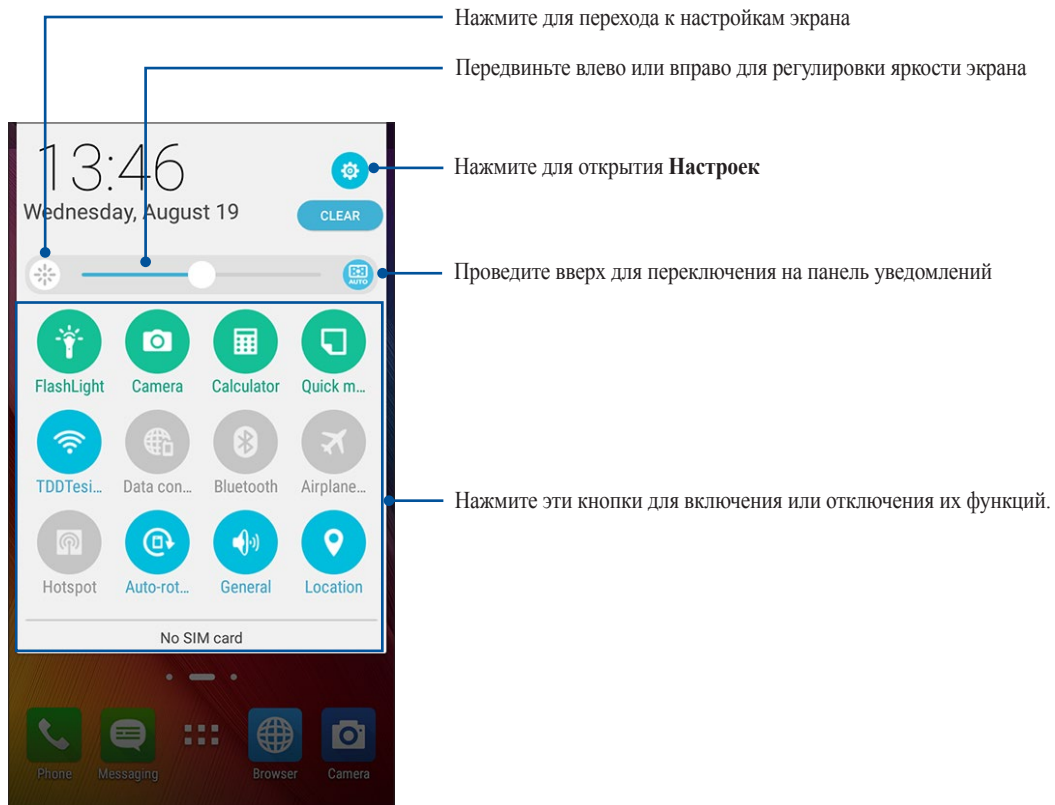 Нажмите для перехода к настройкам экрана
Передвиньте влево или вправо для регулировки яркости экрана
13:46
Нажмите для открытия Настроек
Wednesday, August 19
CLEAR
AUTO
Проведите вверх для переключения на панель уведомлений
FlashLight Camera Calculator Quick m...
TDDTesi... Data con... Bluetooth Airplane...
Нажмите эти кнопки для включения или отключения их функций.
Hotspot Auto-rot... General Location
No SIM card
Phone Messaging Browser Camera